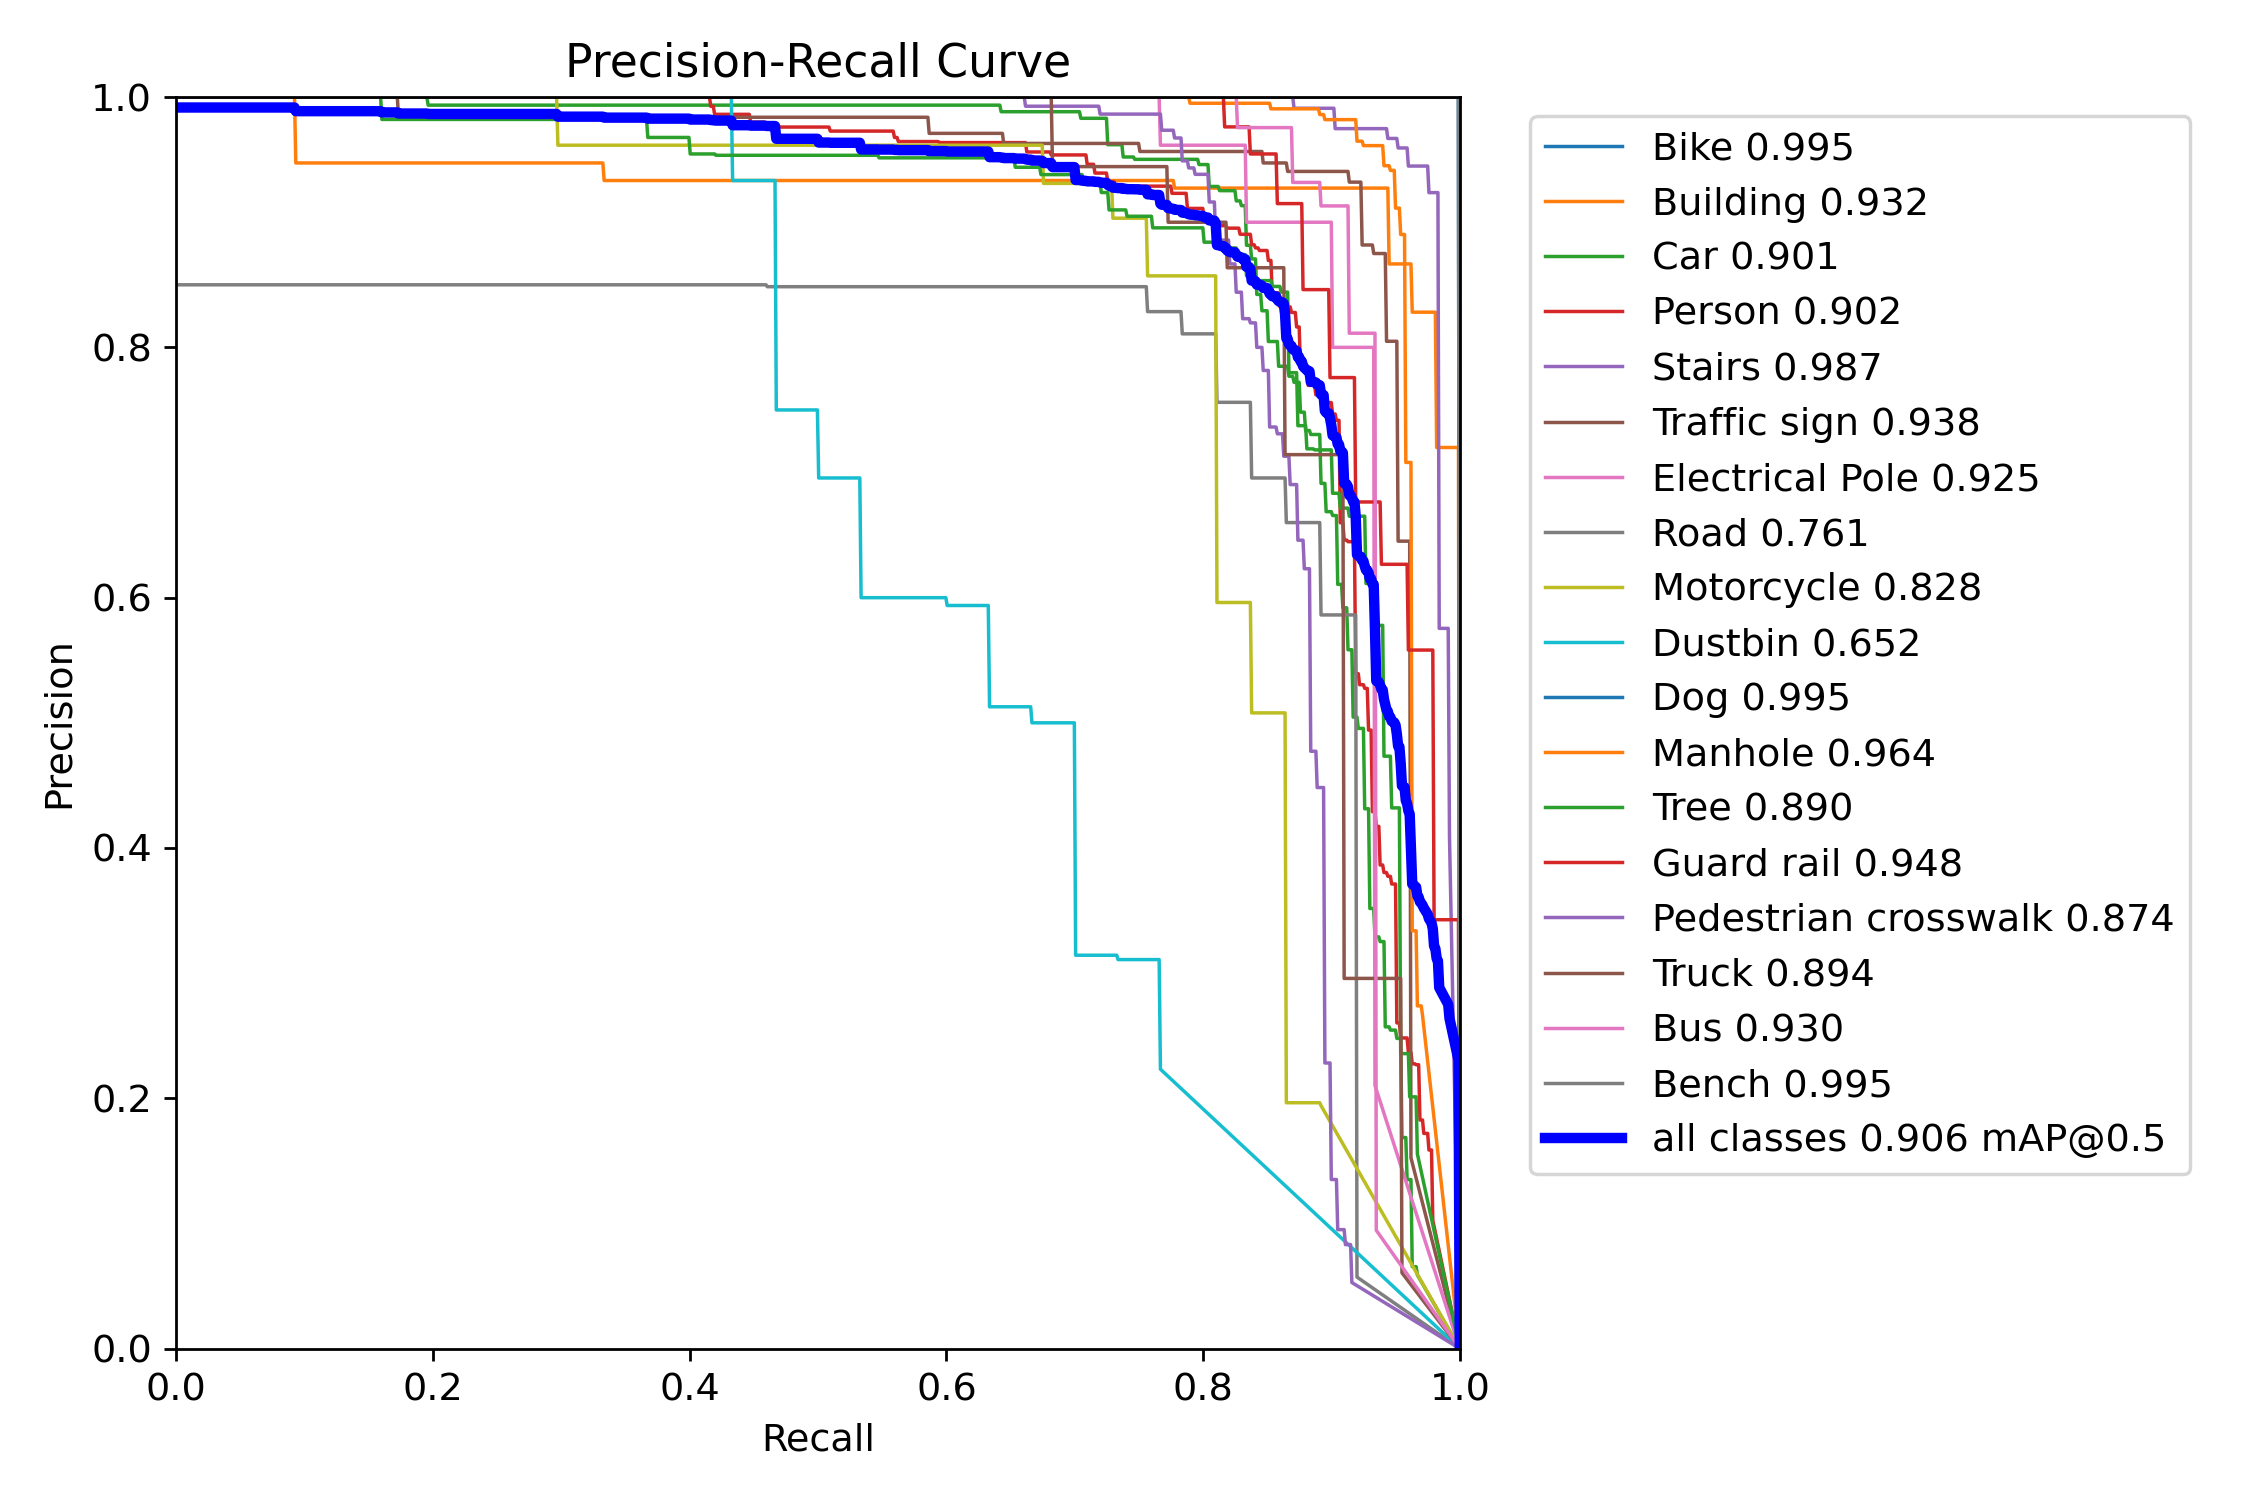 Precision-Recall Curve
1.0
0.8
0.6
0.4
0.2
0.0
Precision
0.0 0.2 0.4 0.6 0.8 1.0
Recall
Bike 0.995
Building 0.932
Car 0.901
Person 0.902
Stairs 0.987
Traffic sign 0.938
Electrical Pole 0.925
Road 0.761
Motorcycle 0.828
Dustbin 0.652
Dog 0.995
Manhole 0.964
Tree 0.890
Guard rail 0.948
Pedestrian crosswalk 0.874
Truck 0.894
Bus 0.930
Bench 0.995
all classes 0.906 mAP@0.5